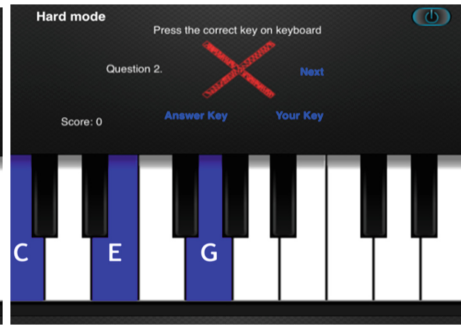 Hard mode
Press the correct key on keyboard
Question 2.
Next
Score: 0
Answer Key
Your Key
C
E
G